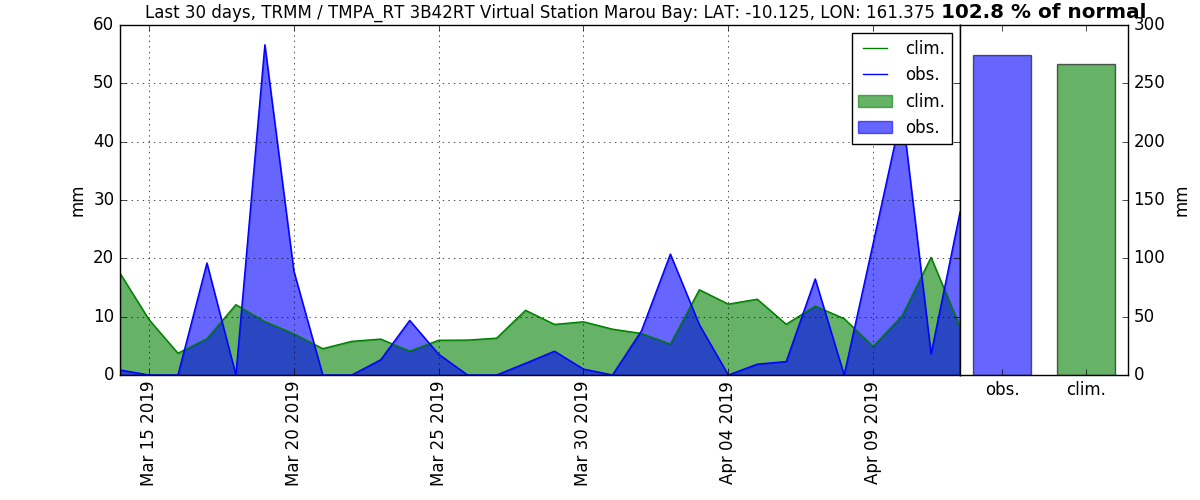 Last 30 days, TRMM / TMPA_RT 3B42RT Virtual Station Marou Bay: LAT: -10.125, LON: 161.375 102.8 % of normal
60
50
40
30
20
10
0
mm
clim.
obs.
clim.
obs.
300
250
200
150
100
50
0
mm
obs.
clim.
Mar 15 2019
Mar 20 2019
Mar 25 2019
Mar 30 2019
Apr 04 2019
Apr 09 2019